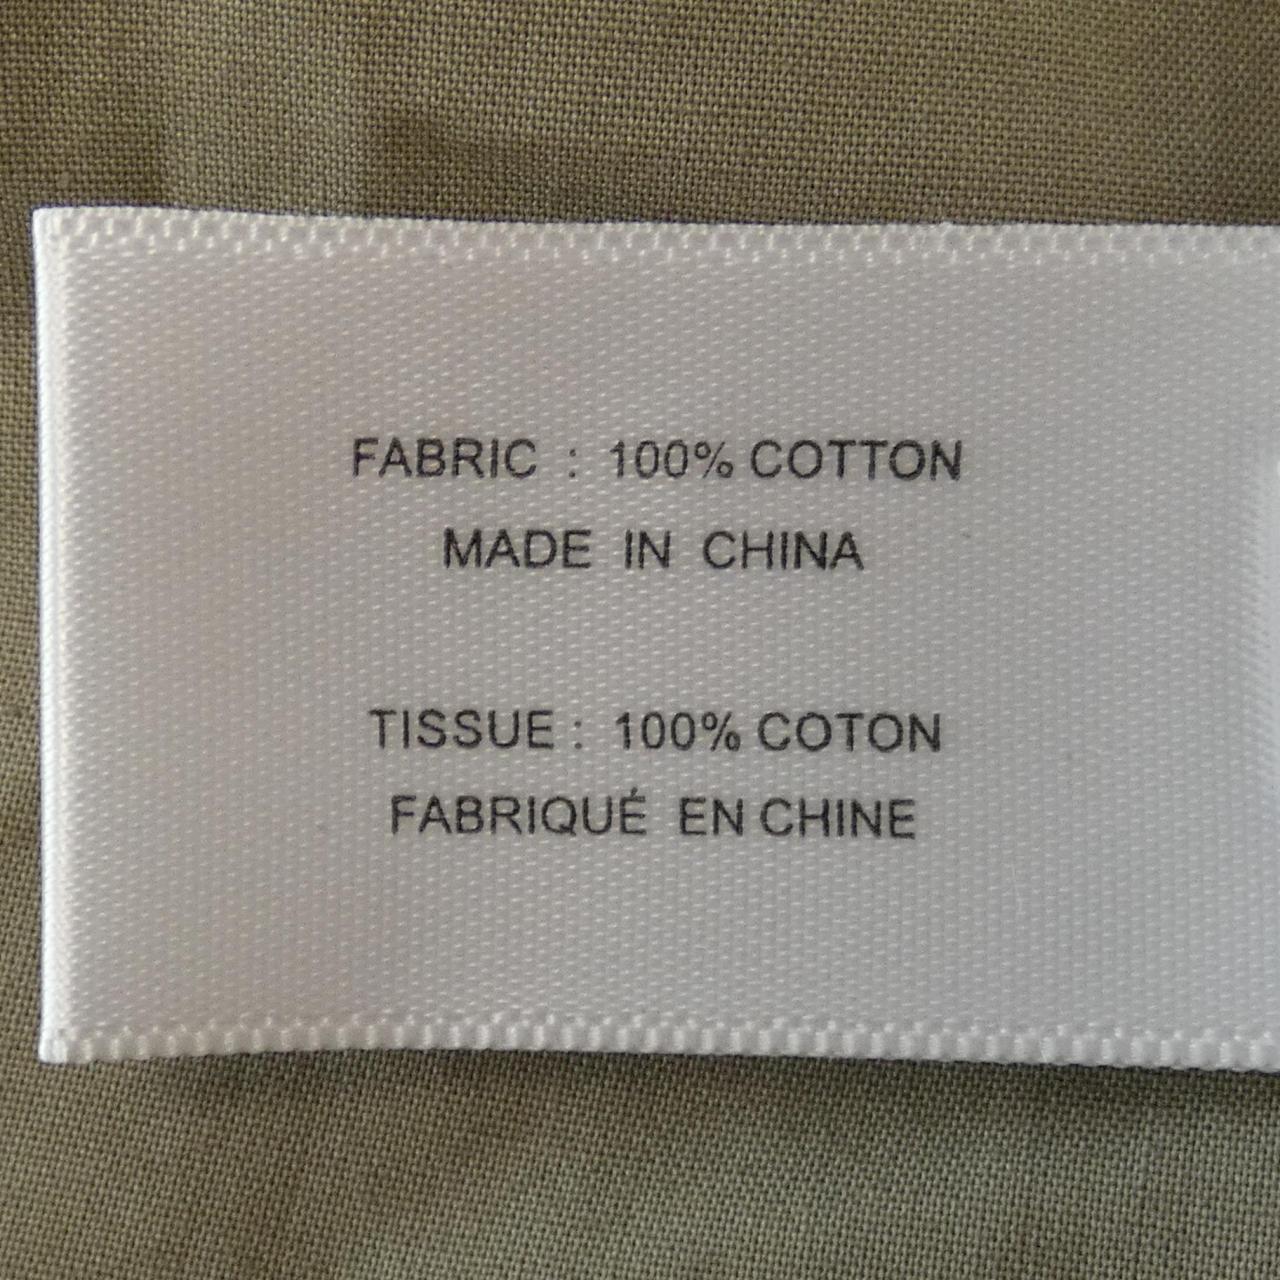 FABRIC : 100% COTTON
MADE IN CHINA
TISSUE : 100% COTON
FABRIQUÉ EN CHINE